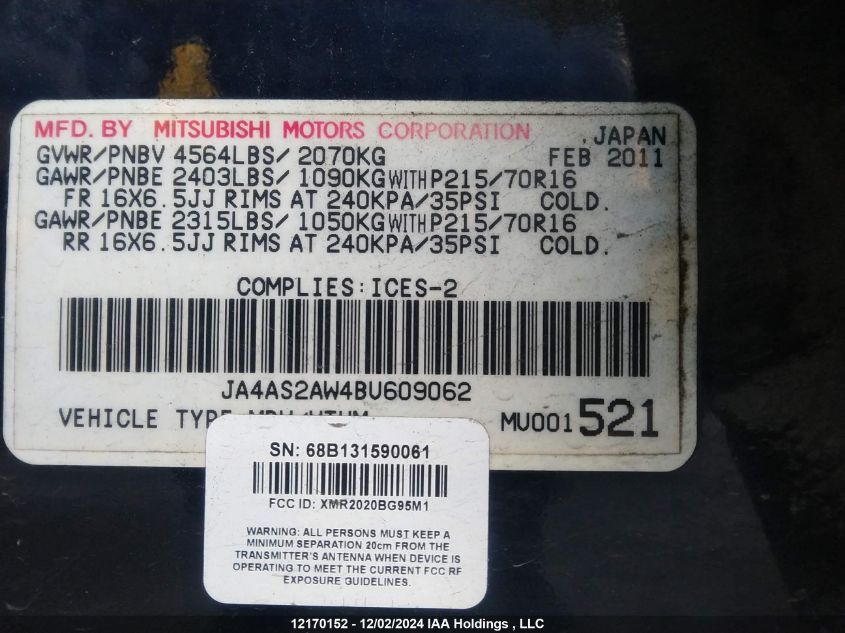 MFD. BY MITSUBISHI MOTORS CORPORATION , JAPAN
GVWR/PNBV 4564LBS/ 2070KG FEB 2011
GAWR/PNBE 2403LBS/ 1090KG WITH P215/70R16
FR 16X6.5JJ RIMS AT 240KPA/35PSI COLD.
GAWR/PNBE 2315LBS/ 1050KG WITH P215/70R16
RR 16X6.5JJ RIMS AT 240KPA/35PSI COLD.
COMPLIES:ICES-2
JA4AS2AW4BU609062
VEHICLE TYPE MU001 521
SN: 68B131590061
FCC ID: XMR2020BG95M1
WARNING: ALL PERSONS MUST KEEP A
MINIMUM SEPARATION 20cm FROM THE
TRANSMITTER'S ANTENNA WHEN DEVICE IS
OPERATING TO MEET THE CURRENT FCC RF
EXPOSURE GUIDELINES.
12170152 - 12/02/2024 IAA Holdings , LLC